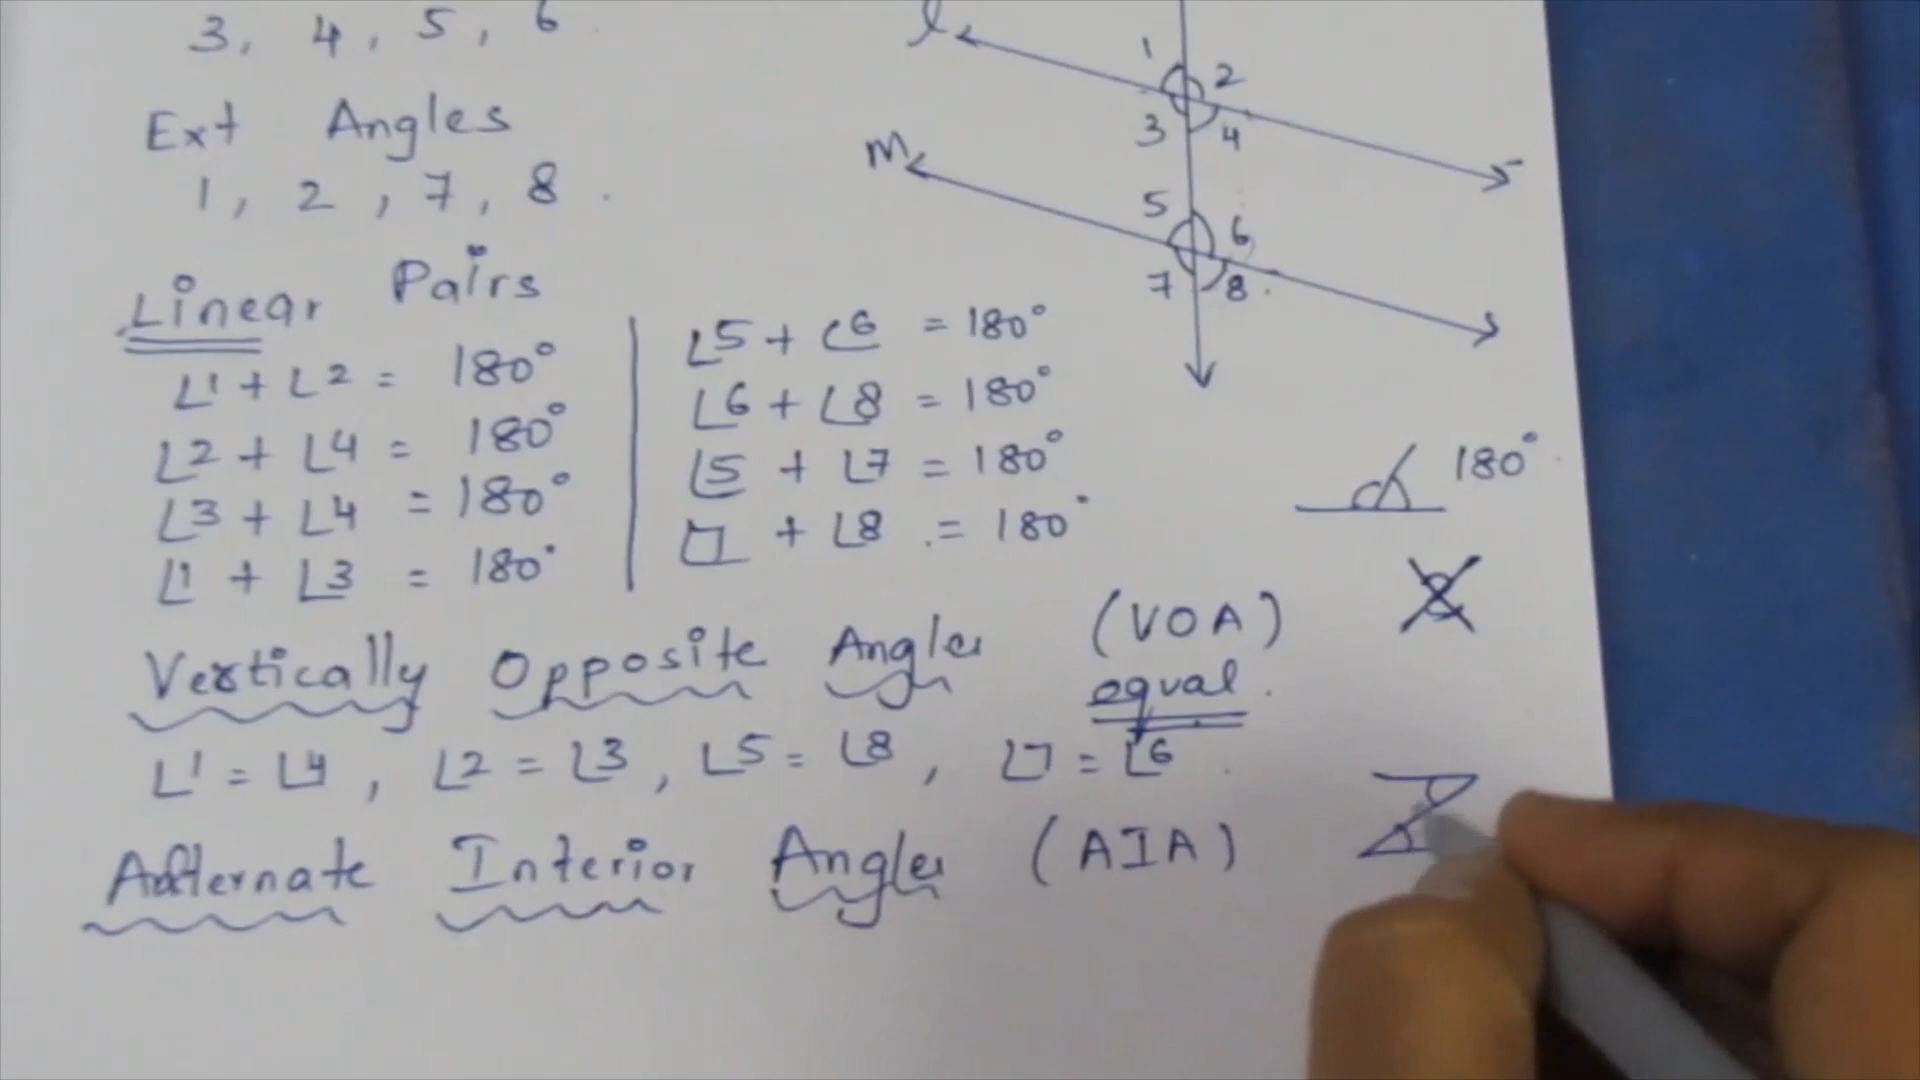 3, 4, 5, 6
Ext Angles
1, 2, 7, 8.
Linear Pairs
∠1 + ∠2 = 180°
∠2 + ∠4 = 180°
∠3 + ∠4 = 180°
∠1 + ∠3 = 180°
∠5 + ∠6 = 180°
∠6 + ∠8 = 180°
∠5 + ∠7 = 180°
∠7 + ∠8 = 180°
l
1 2
3 4
m
5 6
7 8
180°
Vertically Opposite Angles (VOA)
equal.
∠1 = ∠4, ∠2 = ∠3, ∠5 = ∠8, ∠7 = ∠6.
Alternate Interior Angles (AIA)